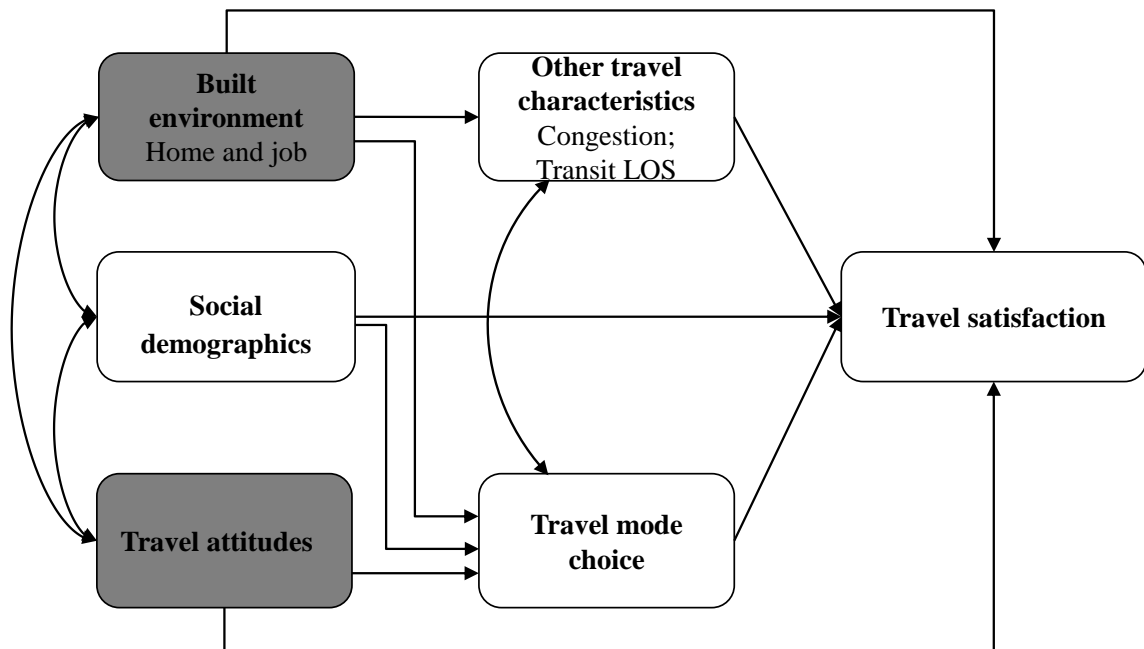 Built
environment
Home and job
Other travel
characteristics
Congestion;
Transit LOS
Social
demographics
Travel satisfaction
Travel attitudes
Travel mode
choice